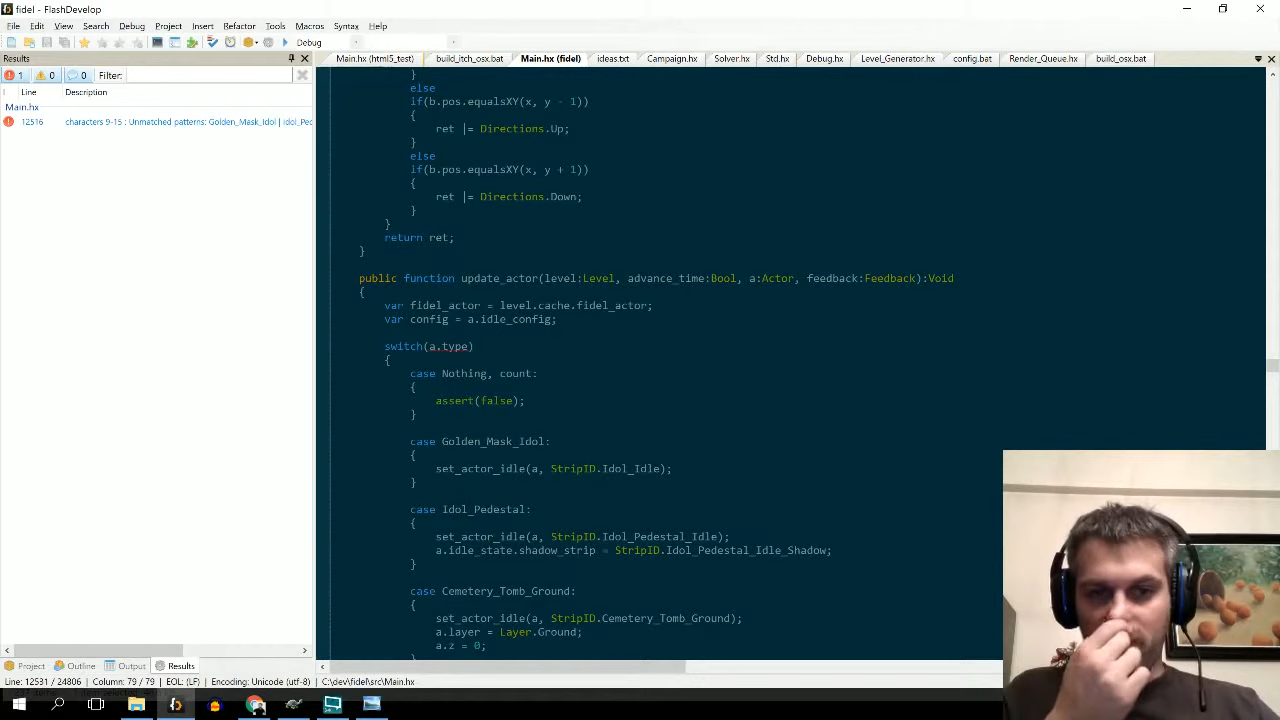 fidel - FlashDevelop
File Edit View Search Debug Insert Refactor Tools Macros Syntax Help
Debug
Results
Main.hx (html5_test) build_itch_osx.bat Main.hx (fidel) ideas.txt Campaign.hx Solver.hx Std.hx Debug.hx Level_Generator.hx config.bat Render_Queue.hx build_osx.bat
1 0 0 Filter:
! Line Description
Main.hx
12516 characters 9-15 : Unmatched patterns: Golden_Mask_Idol | Idol_Ped
}
else
if(b.pos.equalsXY(x, y - 1))
{
ret |= Directions.Up;
}
else
if(b.pos.equalsXY(x, y + 1))
{
ret |= Directions.Down;
}
}
return ret;
}
public function update_actor(level:Level, advance_time:Bool, a:Actor, feedback:Feedback):Void
{
var fidel_actor = level.cache.fidel_actor;
var config = a.idle_config;
switch(a.type)
{
case Nothing, count:
{
assert(false);
}
case Golden_Mask_Idol:
{
set_actor_idle(a, StripID.Idol_Idle);
}
case Idol_Pedestal:
{
set_actor_idle(a, StripID.Idol_Pedestal_Idle);
a.idle_state.shadow_strip = StripID.Idol_Pedestal_Idle_Shadow;
}
case Cemetery_Tomb_Ground:
{
set_actor_idle(a, StripID.Cemetery_Tomb_Ground);
a.layer = Layer.Ground;
a.z = 0;
}
Project Outline Output Results
12531 / 24806 Column: 79 / 79 EOL: (LF) Encoding: Unicode (utf-8) C:\dev\fidel\src\Main.hx